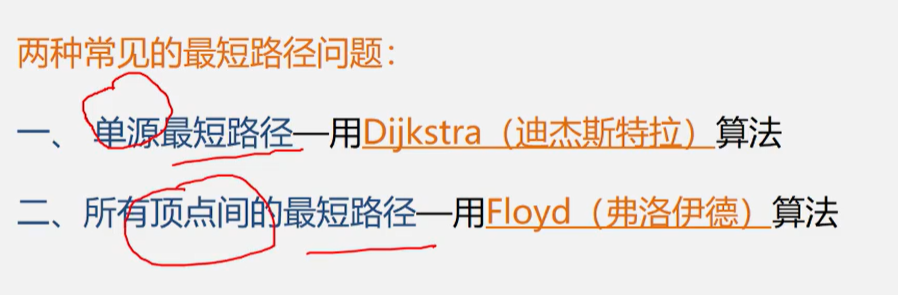 两种常见的最短路径问题：
一、 单源最短路径—用Dijkstra（迪杰斯特拉）算法
二、所有顶点间的最短路径—用Floyd（弗洛伊德）算法